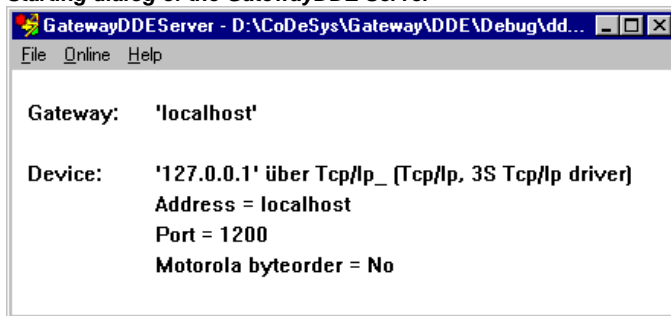 Starting dialog of the GatewayDDE Server
GatewayDDEServer - D:\CoDeSys\Gateway\DDE\Debug\dd...
File Online Help
Gateway: 'localhost'
Device: '127.0.0.1' über Tcp/Ip_ (Tcp/Ip, 3S Tcp/Ip driver)
Address = localhost
Port = 1200
Motorola byteorder = No